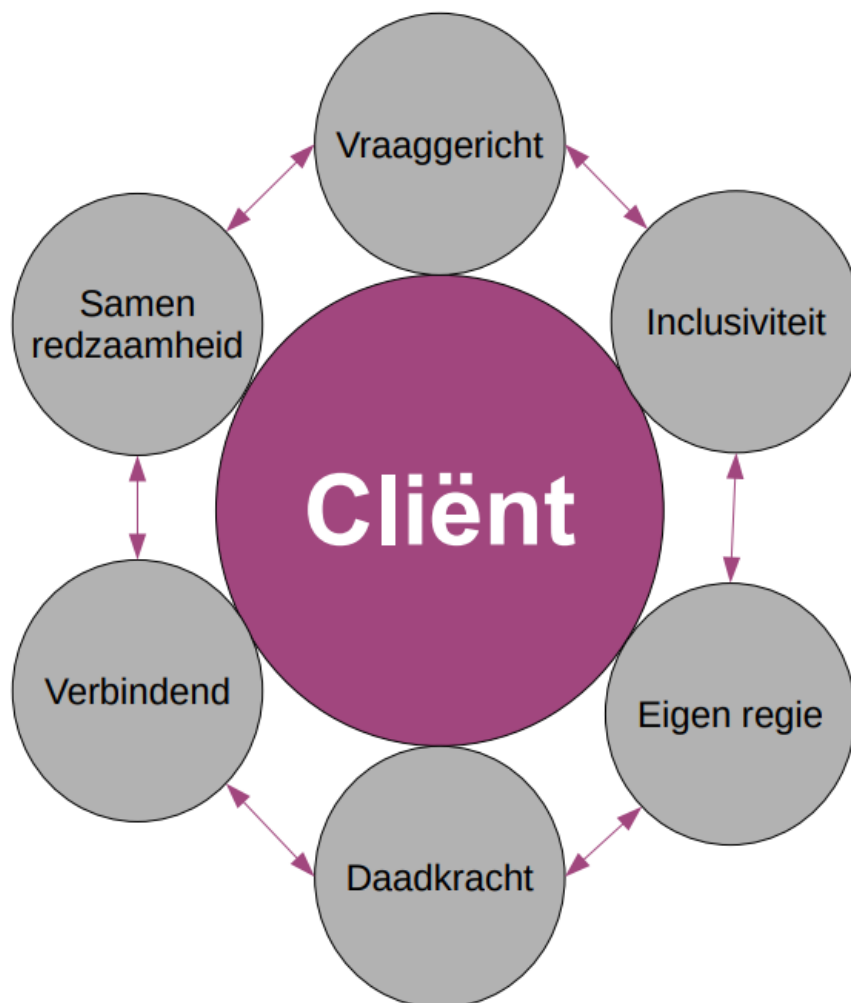 Vraaggericht
Samen
redzaamheid
Inclusiviteit
Cliënt
Verbindend
Eigen regie
Daadkracht